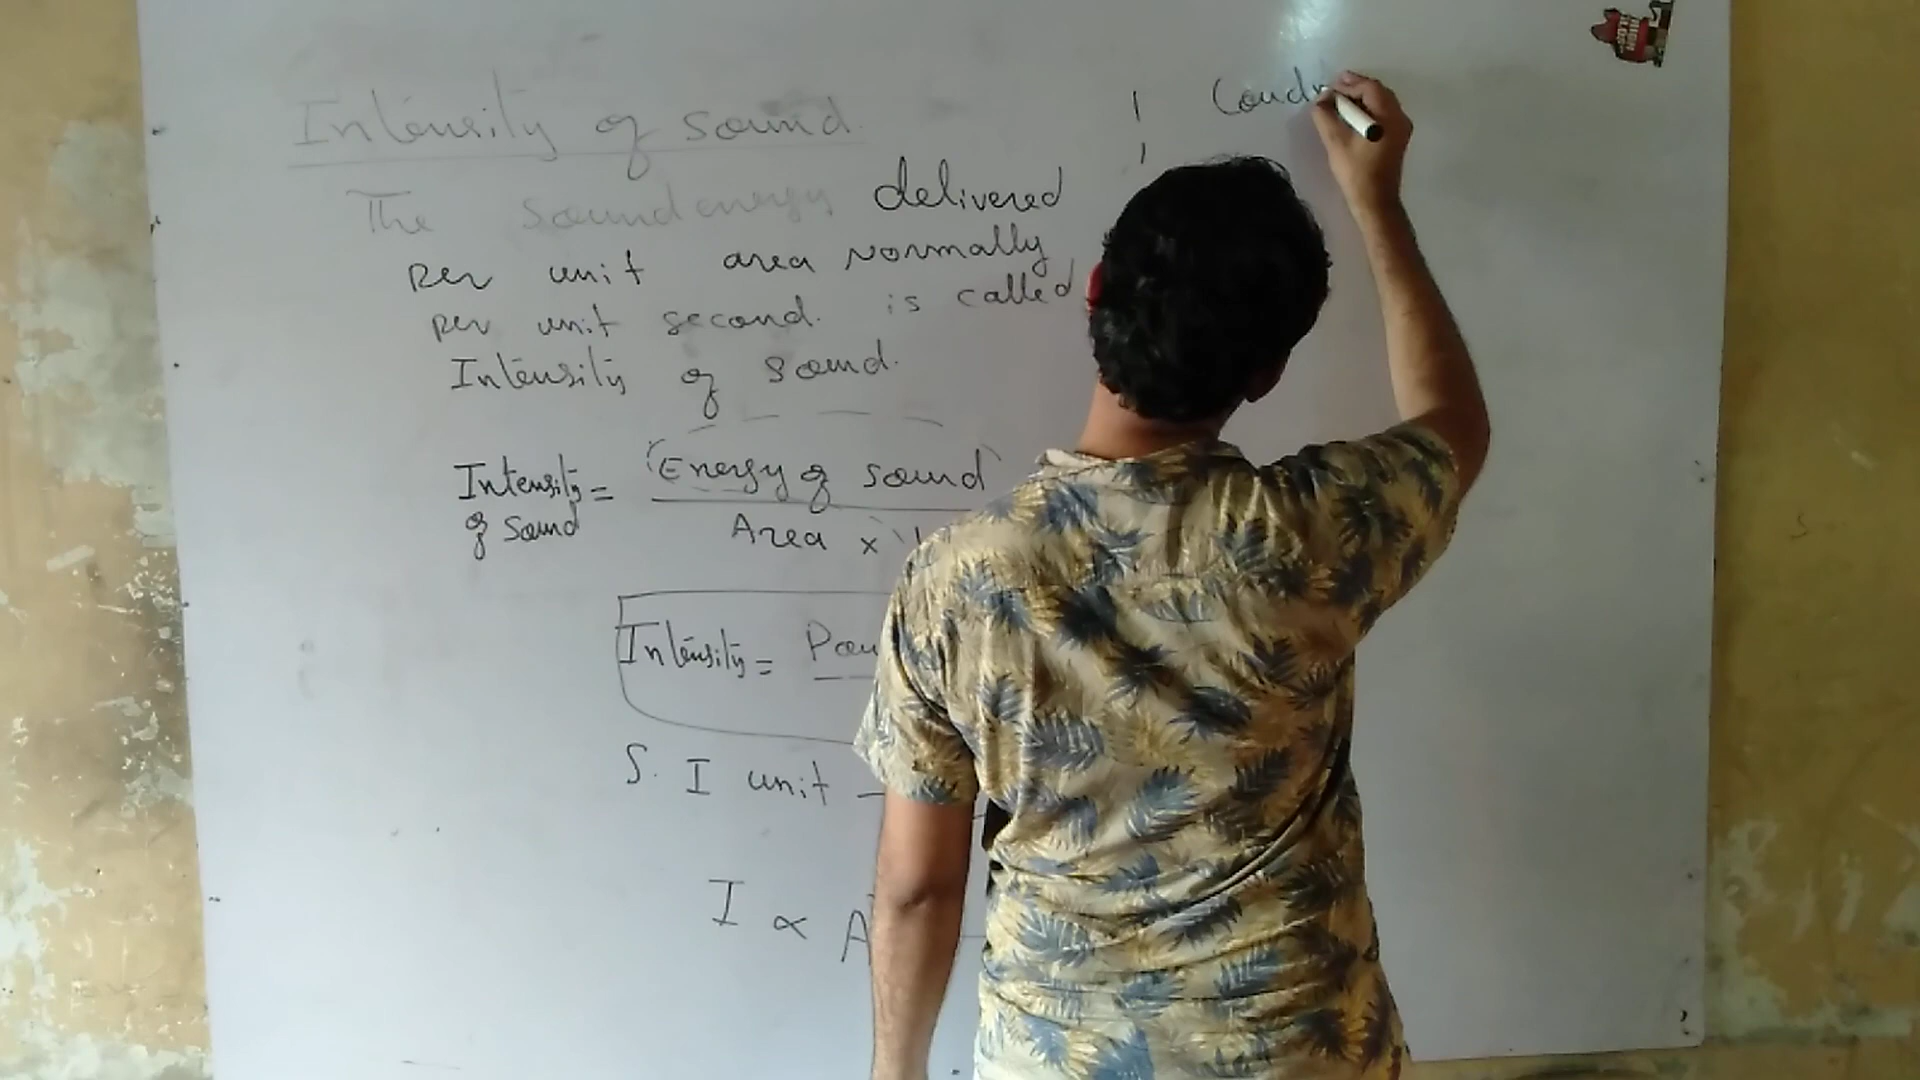 Intensity of sound
The sound energy delivered
per unit area normally
per unit second. is called
Intensity of sound.
Intensity of sound = Energy of sound
Area ×
Intensity =
S. I unit -
I ∝ A
Loudn